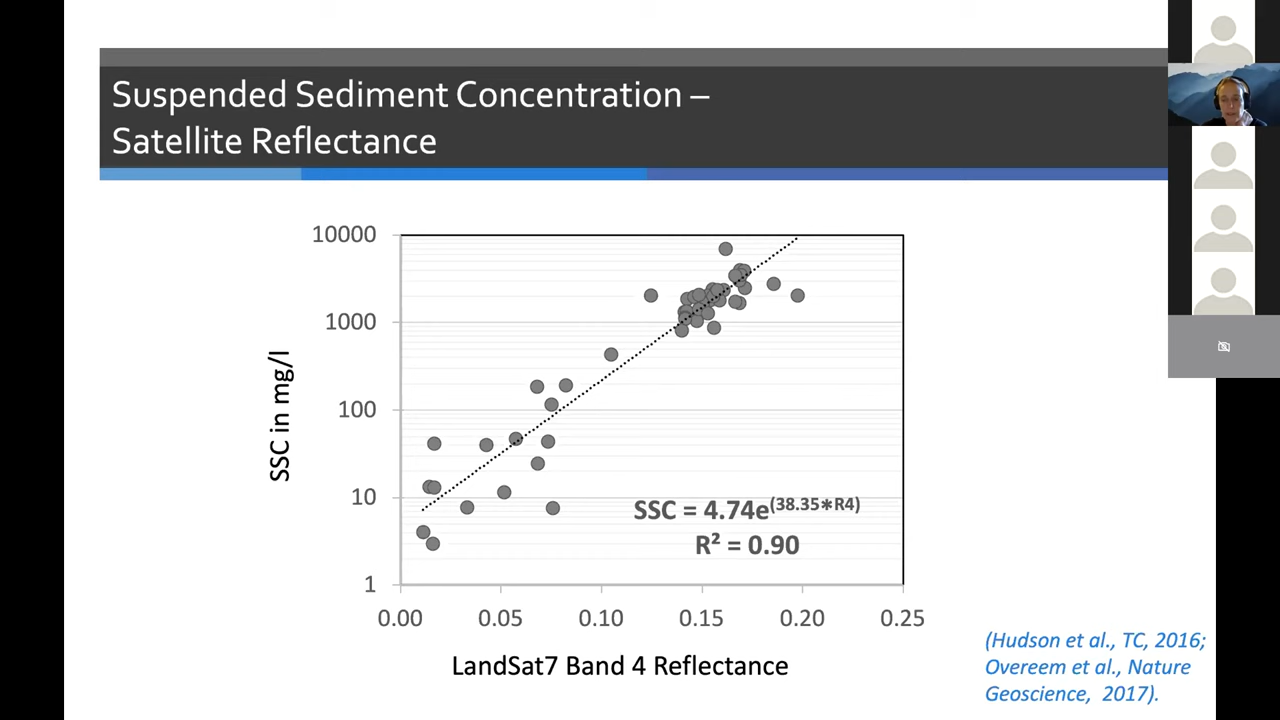 Suspended Sediment Concentration –
Satellite Reflectance
10000
1000
100
10
1
SSC in mg/l
SSC = 4.74e^(38.35*R4)
R² = 0.90
0.00 0.05 0.10 0.15 0.20 0.25
LandSat7 Band 4 Reflectance
(Hudson et al., TC, 2016;
Overeem et al., Nature
Geoscience, 2017).